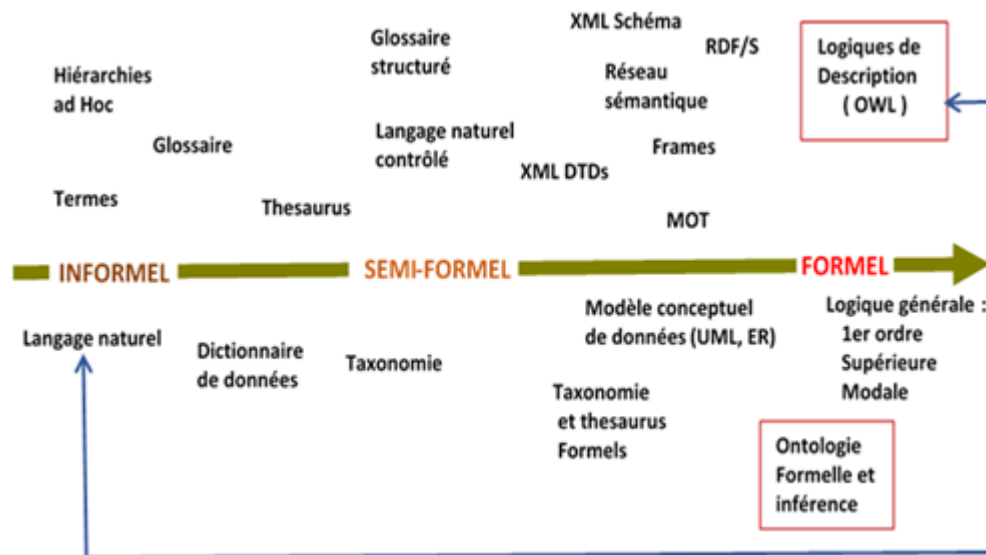 XML Schéma
RDF/S
Glossaire
structuré
Logiques de
Description
( OWL )
Hiérarchies
ad Hoc
Réseau
sémantique
Glossaire
Langage naturel
contrôlé
Frames
XML DTDs
Termes
Thesaurus
MOT
INFORMEL
SEMI-FORMEL
FORMEL
Langage naturel
Dictionnaire
de données
Taxonomie
Modèle conceptuel
de données (UML, ER)
Logique générale :
1er ordre
Supérieure
Modale
Taxonomie
et thesaurus
Formels
Ontologie
Formelle et
inférence